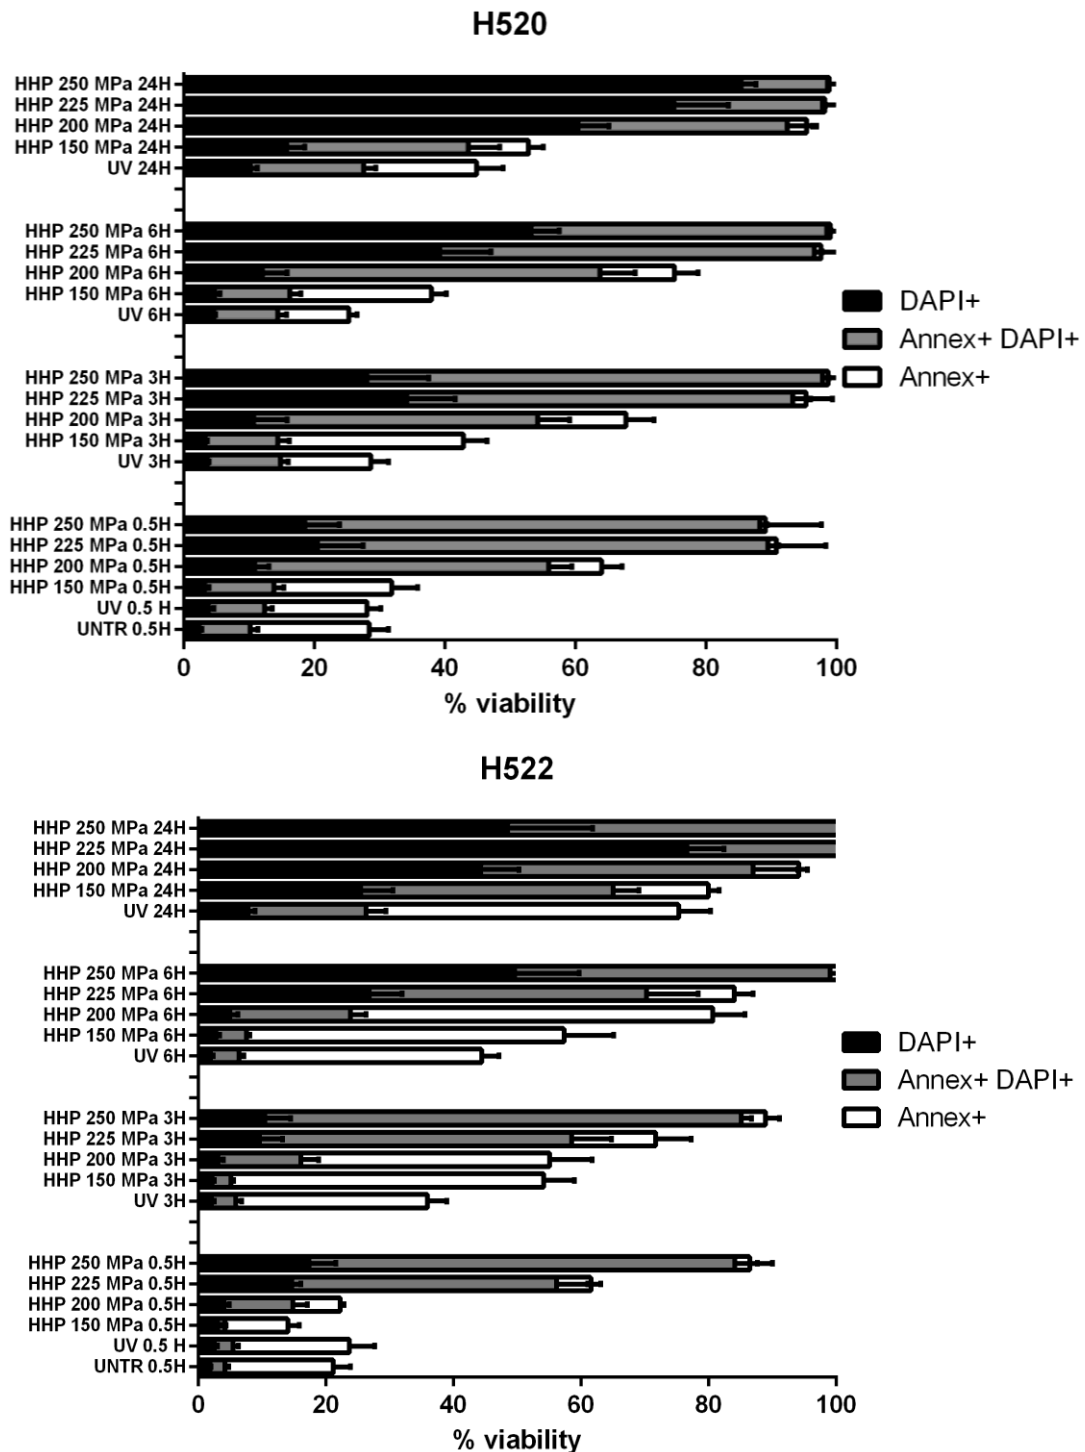 H520
HHP 250 MPa 24H
HHP 225 MPa 24H
HHP 200 MPa 24H
HHP 150 MPa 24H
UV 24H
HHP 250 MPa 6H
HHP 225 MPa 6H
HHP 200 MPa 6H
HHP 150 MPa 6H
UV 6H
HHP 250 MPa 3H
HHP 225 MPa 3H
HHP 200 MPa 3H
HHP 150 MPa 3H
UV 3H
HHP 250 MPa 0.5H
HHP 225 MPa 0.5H
HHP 200 MPa 0.5H
HHP 150 MPa 0.5H
UV 0.5 H
UNTR 0.5H
0 20 40 60 80 100
% viability
DAPI+
Annex+ DAPI+
Annex+
H522
HHP 250 MPa 24H
HHP 225 MPa 24H
HHP 200 MPa 24H
HHP 150 MPa 24H
UV 24H
HHP 250 MPa 6H
HHP 225 MPa 6H
HHP 200 MPa 6H
HHP 150 MPa 6H
UV 6H
HHP 250 MPa 3H
HHP 225 MPa 3H
HHP 200 MPa 3H
HHP 150 MPa 3H
UV 3H
HHP 250 MPa 0.5H
HHP 225 MPa 0.5H
HHP 200 MPa 0.5H
HHP 150 MPa 0.5H
UV 0.5 H
UNTR 0.5H
0 20 40 60 80 100
% viability
DAPI+
Annex+ DAPI+
Annex+